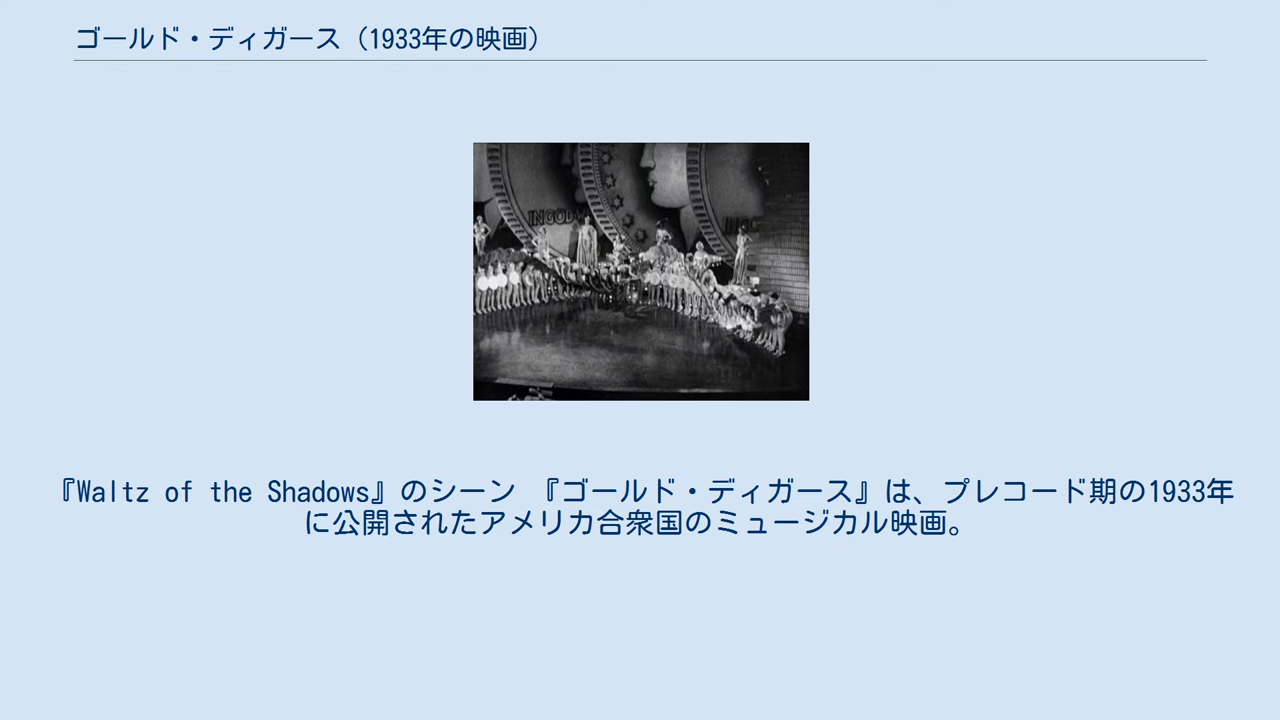 ゴールド・ディガース（1933年の映画）
INGODW
INGC
『Waltz of the Shadows』のシーン 『ゴールド・ディガース』は、プレコード期の1933年
に公開されたアメリカ合衆国のミュージカル映画。